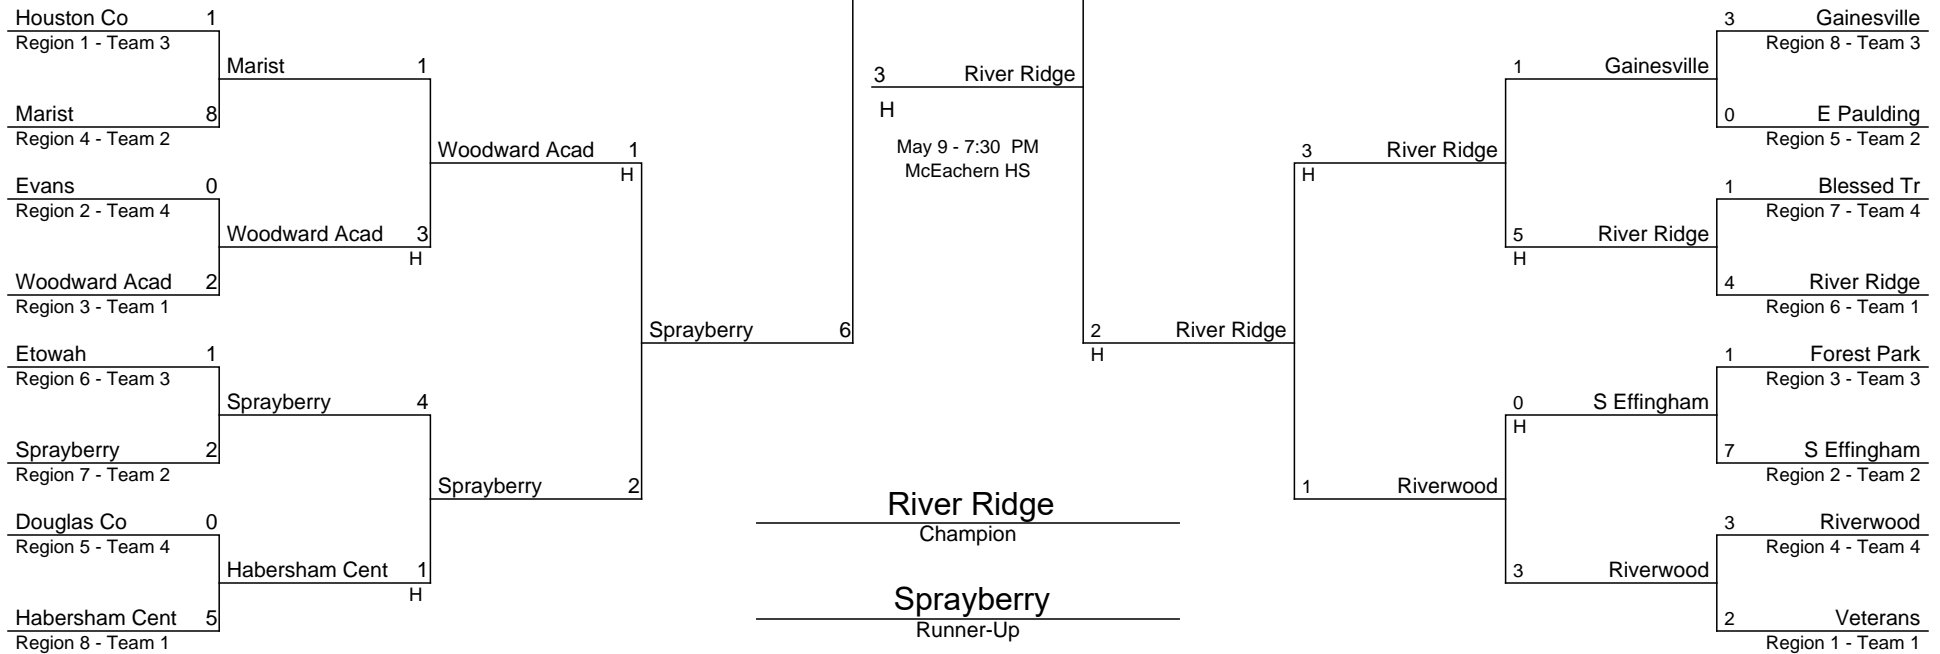 Houston Co 1
Region 1 - Team 3
Marist 8
Region 4 - Team 2
Evans 0
Region 2 - Team 4
Woodward Acad 2
Region 3 - Team 1
Etowah 1
Region 6 - Team 3
Sprayberry 2
Region 7 - Team 2
Douglas Co 0
Region 5 - Team 4
Habersham Cent 5
Region 8 - Team 1
Marist 1
Woodward Acad 3
H
Sprayberry 4
Habersham Cent 1
H
Woodward Acad 1
H
Sprayberry 2
Sprayberry 6
3 River Ridge
H
May 9 - 7:30 PM
McEachern HS
River Ridge
Champion
Sprayberry
Runner-Up
2 River Ridge
H
3 River Ridge
H
1 Riverwood
1 Gainesville
5 River Ridge
H
0 S Effingham
H
3 Riverwood
3 Gainesville
Region 8 - Team 3
0 E Paulding
Region 5 - Team 2
1 Blessed Tr
Region 7 - Team 4
4 River Ridge
Region 6 - Team 1
1 Forest Park
Region 3 - Team 3
7 S Effingham
Region 2 - Team 2
3 Riverwood
Region 4 - Team 4
2 Veterans
Region 1 - Team 1